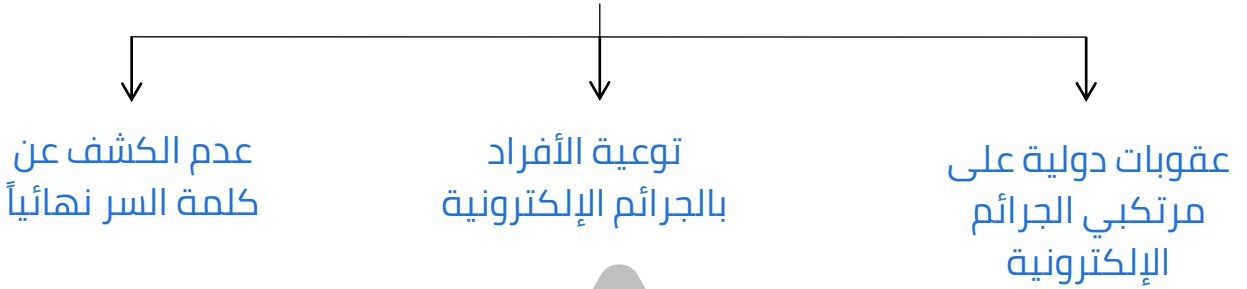 عقوبات دولية على
مرتكبي الجرائم
الإلكترونية
توعية الأفراد
بالجرائم الإلكترونية
عدم الكشف عن
كلمة السر نهائياً